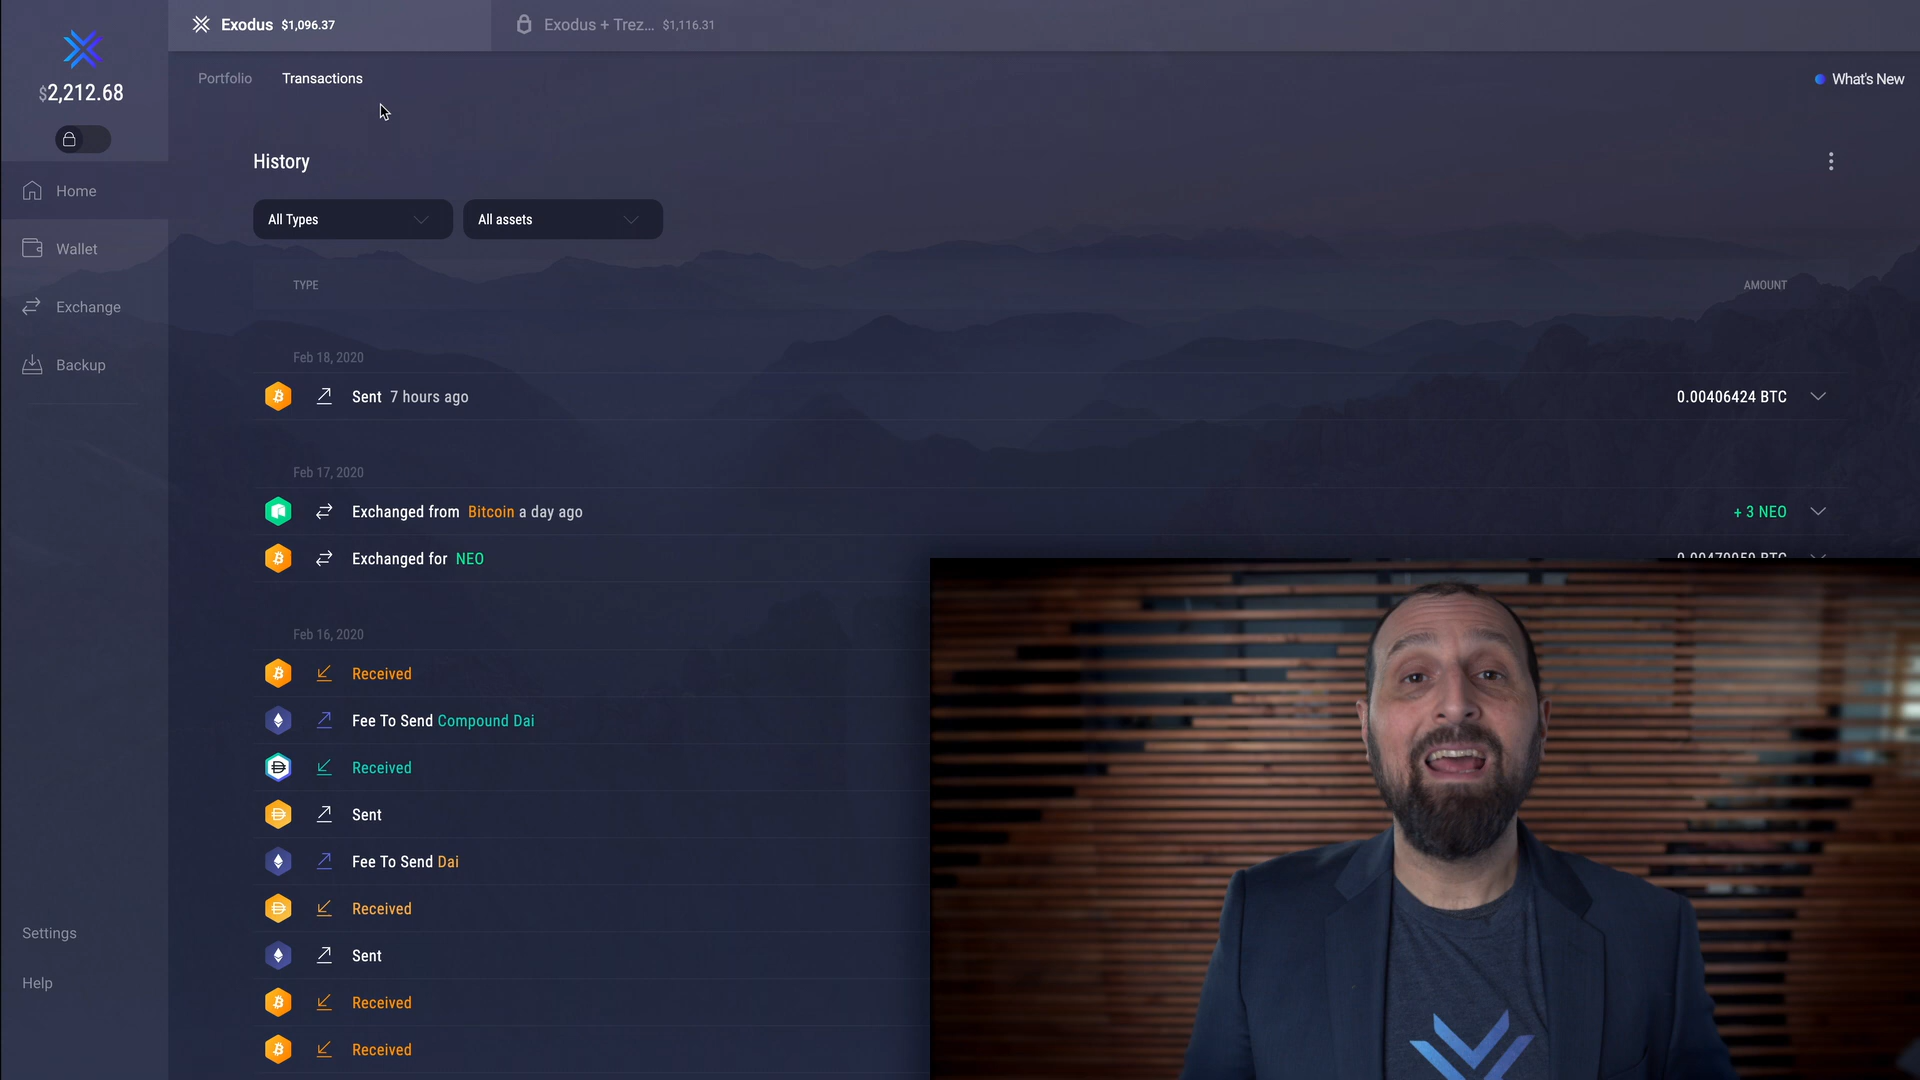 Exodus $1,096.37
Exodus + Trez... $1,116.31
$2,212.68
Portfolio
Transactions
What's New
Home
Wallet
Exchange
Backup
Settings
Help
History
All Types
All assets
TYPE
AMOUNT
Feb 18, 2020
Sent 7 hours ago
0.00406424 BTC
Feb 17, 2020
Exchanged from Bitcoin a day ago
+ 3 NEO
Exchanged for NEO
Feb 16, 2020
Received
Fee To Send Compound Dai
Received
Sent
Fee To Send Dai
Received
Sent
Received
Received